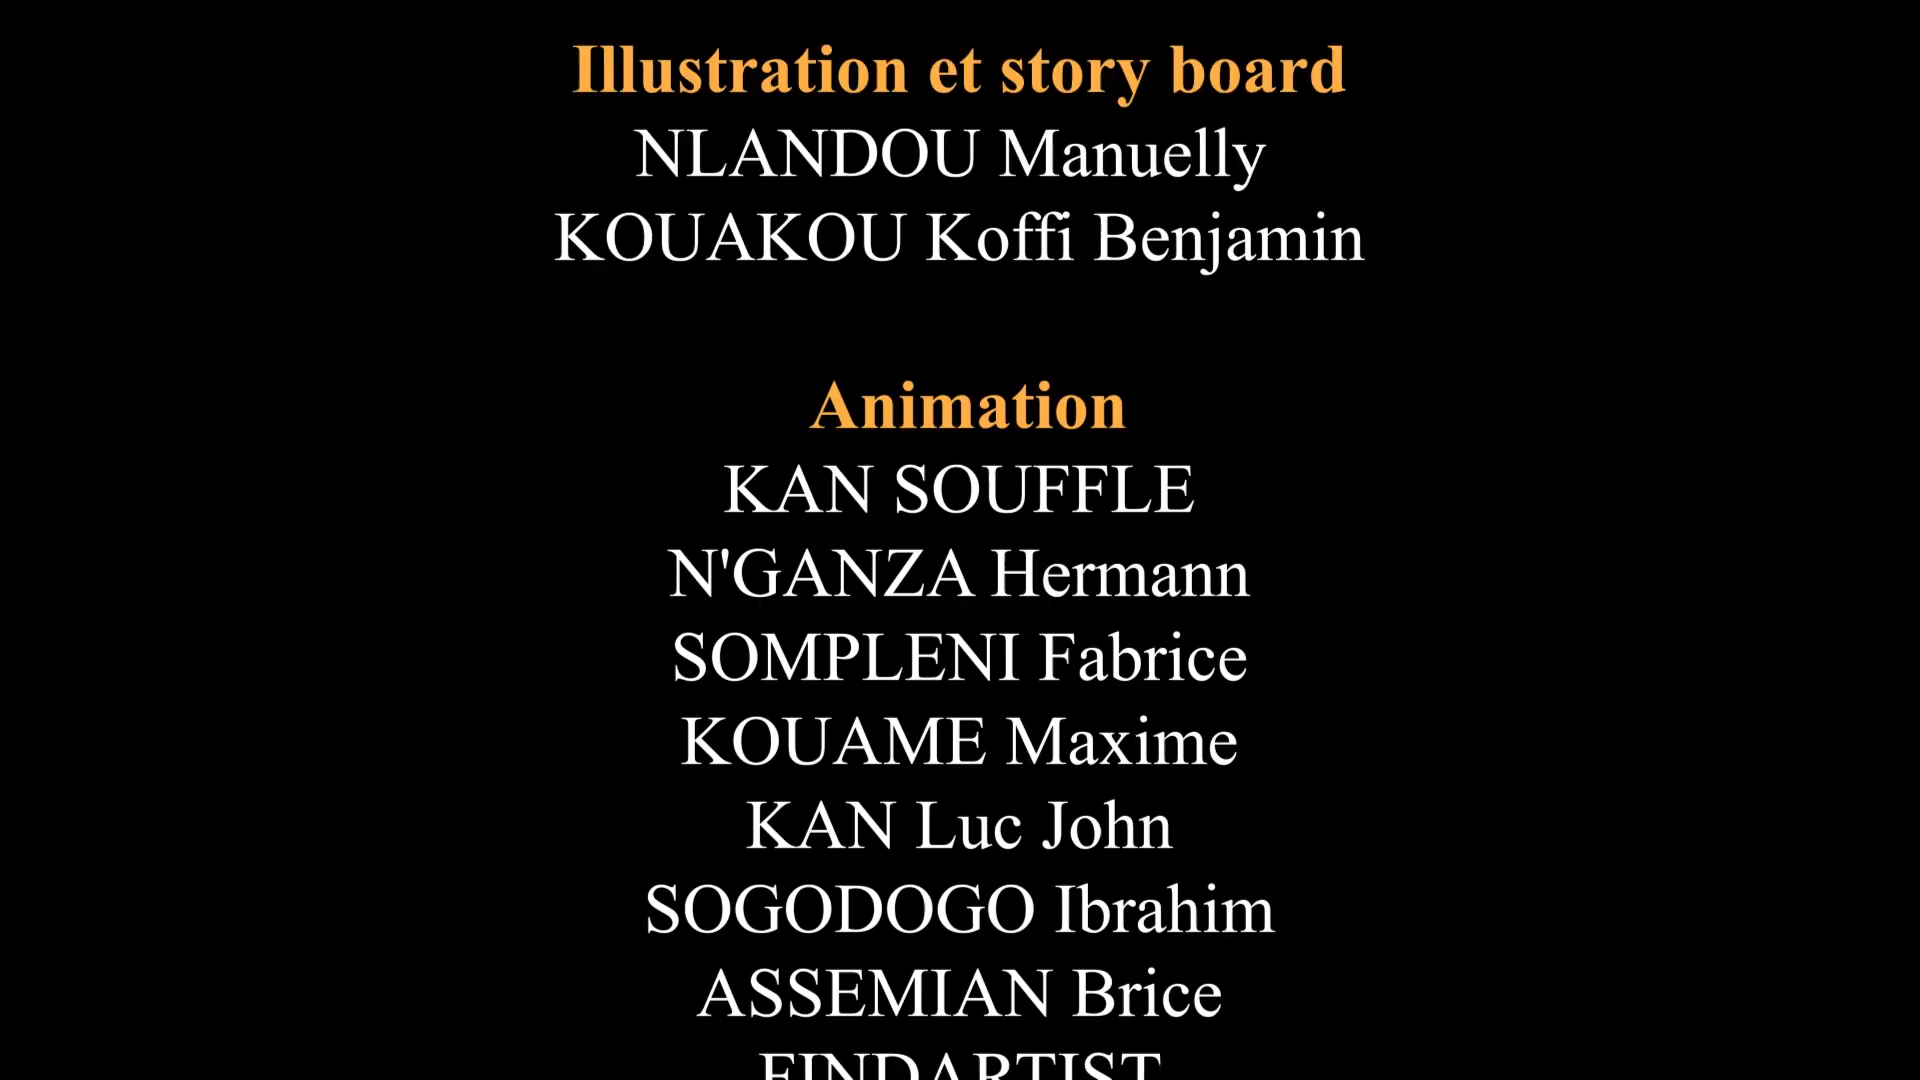 Illustration et story board
NLANDOU Manuelly
KOUAKOU Koffi Benjamin
Animation
KAN SOUFFLE
N'GANZA Hermann
SOMPLENI Fabrice
KOUAME Maxime
KAN Luc John
SOGODOGO Ibrahim
ASSEMIAN Brice
FINDARTIST